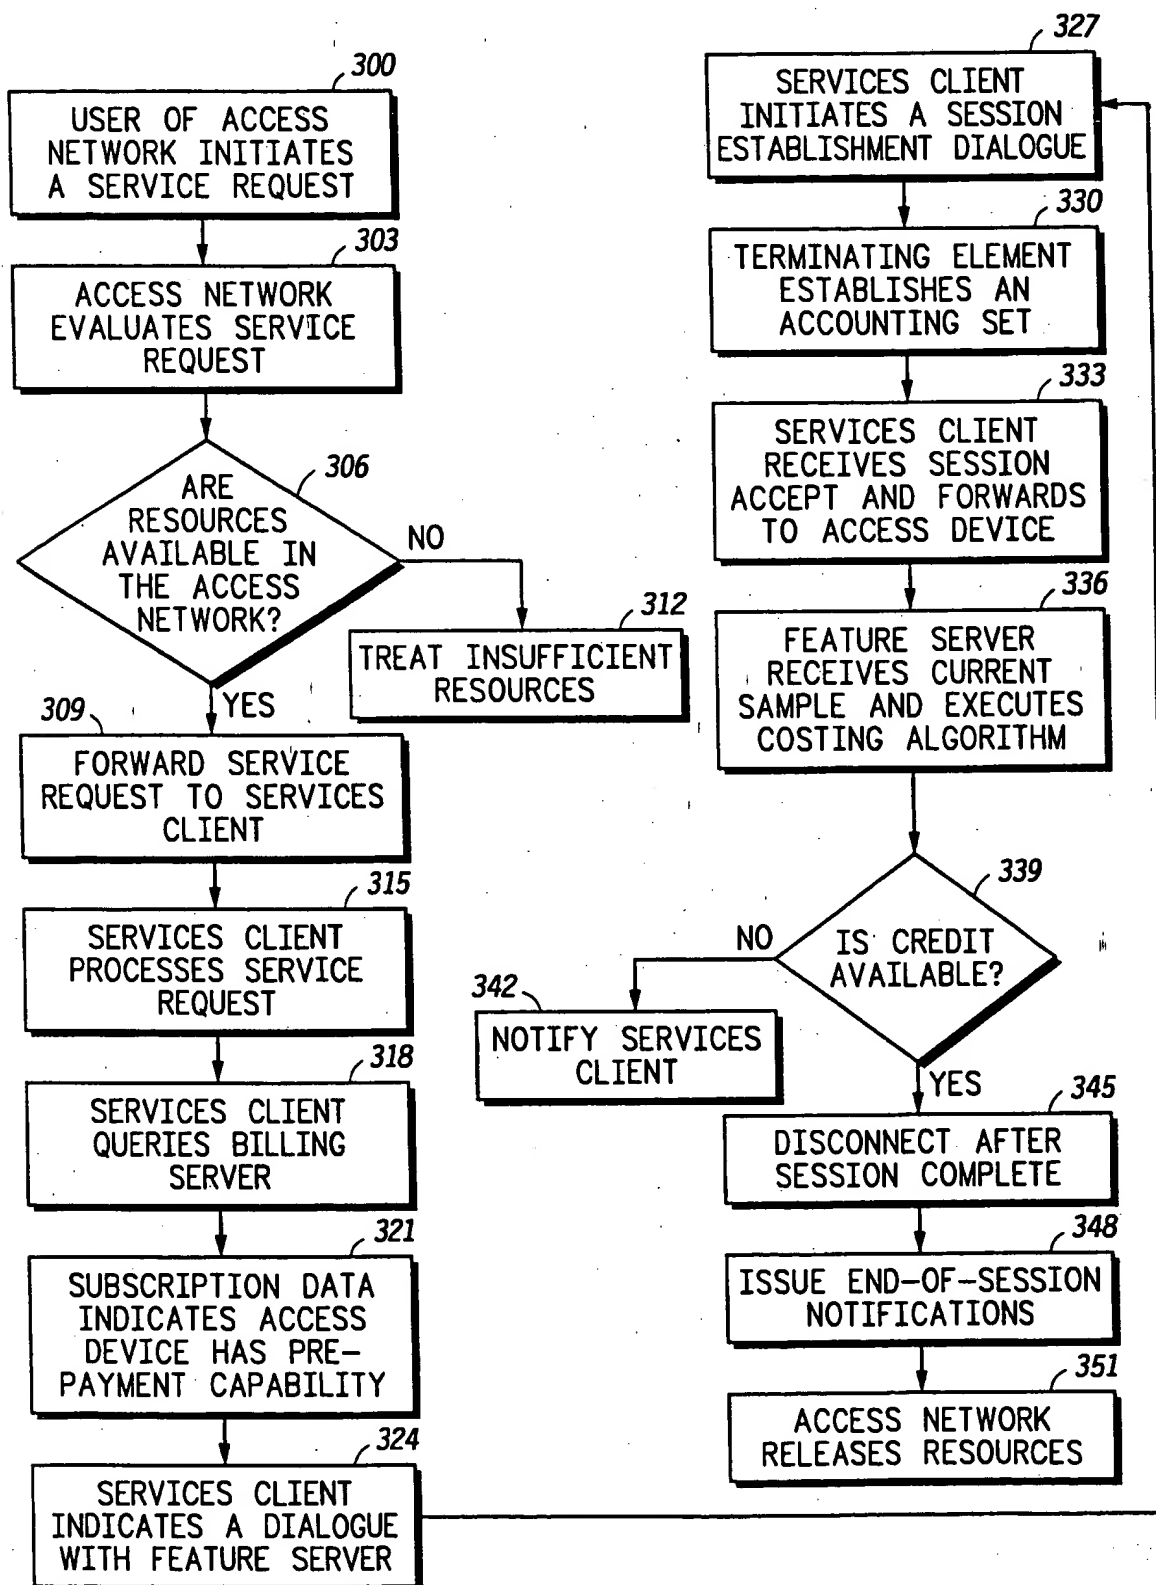 300
USER OF ACCESS
NETWORK INITIATES
A SERVICE REQUEST
303
ACCESS NETWORK
EVALUATES SERVICE
REQUEST
306
ARE
RESOURCES
AVAILABLE IN
THE ACCESS
NETWORK?
NO
312
TREAT INSUFFICIENT
RESOURCES
YES
309
FORWARD SERVICE
REQUEST TO SERVICES
CLIENT
315
SERVICES CLIENT
PROCESSES SERVICE
REQUEST
318
SERVICES CLIENT
QUERIES BILLING
SERVER
321
SUBSCRIPTION DATA
INDICATES ACCESS
DEVICE HAS PRE-
PAYMENT CAPABILITY
324
SERVICES CLIENT
INDICATES A DIALOGUE
WITH FEATURE SERVER
327
SERVICES CLIENT
INITIATES A SESSION
ESTABLISHMENT DIALOGUE
330
TERMINATING ELEMENT
ESTABLISHES AN
ACCOUNTING SET
333
SERVICES CLIENT
RECEIVES SESSION
ACCEPT AND FORWARDS
TO ACCESS DEVICE
336
FEATURE SERVER
RECEIVES CURRENT
SAMPLE AND EXECUTES
COSTING ALGORITHM
339
IS CREDIT
AVAILABLE?
NO
342
NOTIFY SERVICES
CLIENT
YES
345
DISCONNECT AFTER
SESSION COMPLETE
348
ISSUE END-OF-SESSION
NOTIFICATIONS
351
ACCESS NETWORK
RELEASES RESOURCES